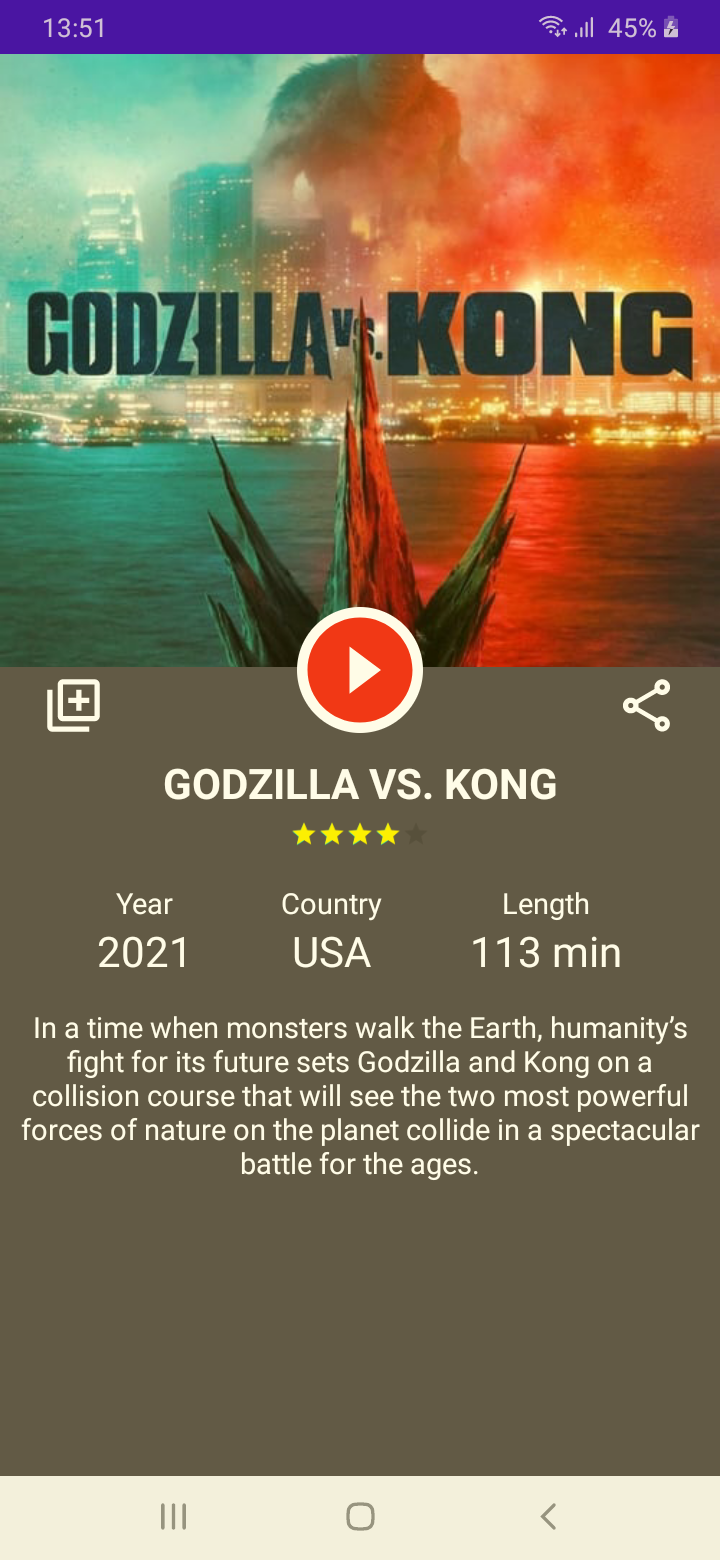 13:51
45%
GODZILLA vs. KONG
GODZILLA VS. KONG
Year Country Length
2021 USA 113 min
In a time when monsters walk the Earth, humanity’s
fight for its future sets Godzilla and Kong on a
collision course that will see the two most powerful
forces of nature on the planet collide in a spectacular
battle for the ages.